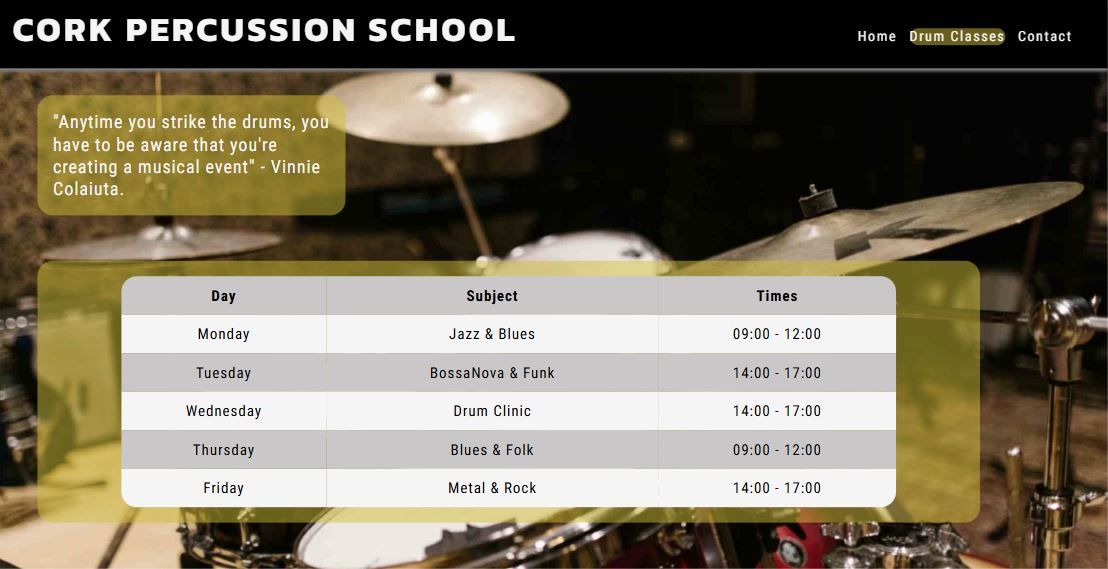 CORK PERCUSSION SCHOOL
Home Drum Classes Contact
"Anytime you strike the drums, you
have to be aware that you're
creating a musical event" - Vinnie
Colaiuta.
Day Subject Times
Monday Jazz & Blues 09:00 - 12:00
Tuesday BossaNova & Funk 14:00 - 17:00
Wednesday Drum Clinic 14:00 - 17:00
Thursday Blues & Folk 09:00 - 12:00
Friday Metal & Rock 14:00 - 17:00